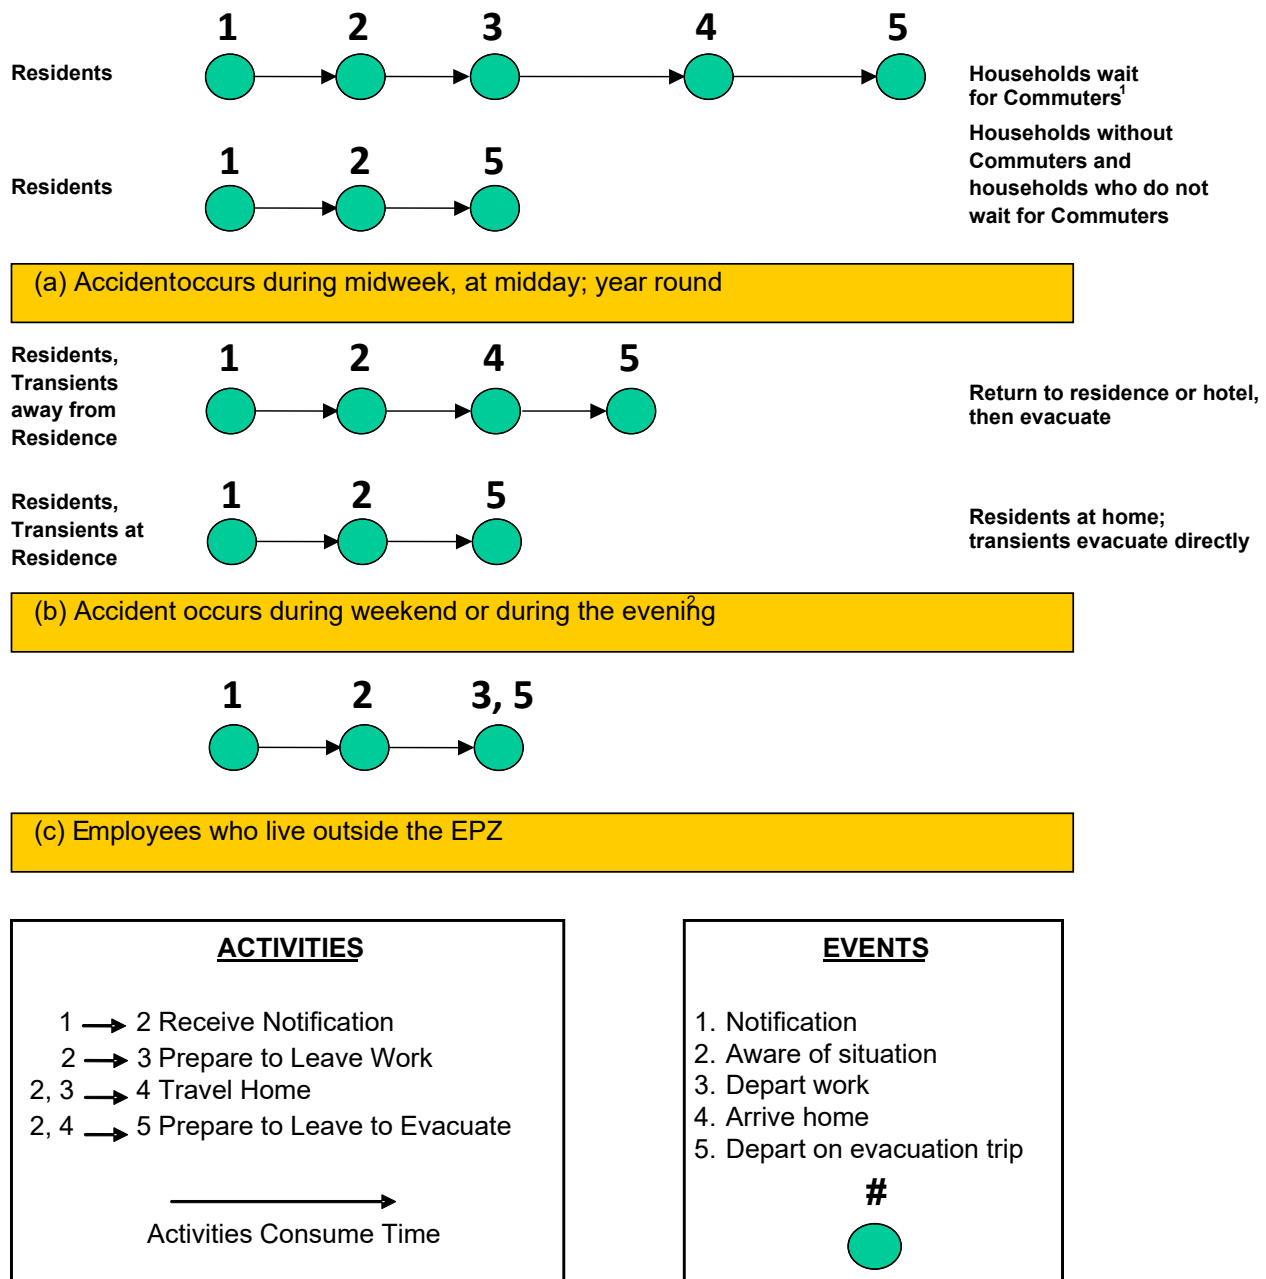 1 2 3 4 5
Residents
Households wait
for Commuters1
1 2 5
Residents
Households without
Commuters and
households who do not
wait for Commuters
(a) Accidentoccurs during midweek, at midday; year round
Residents,
Transients
away from
Residence
1 2 4 5
Return to residence or hotel,
then evacuate
Residents,
Transients at
Residence
1 2 5
Residents at home;
transients evacuate directly
(b) Accident occurs during weekend or during the evening2
1 2 3, 5
(c) Employees who live outside the EPZ
ACTIVITIES
1 → 2 Receive Notification
2 → 3 Prepare to Leave Work
2, 3 → 4 Travel Home
2, 4 → 5 Prepare to Leave to Evacuate
Activities Consume Time
EVENTS
1. Notification
2. Aware of situation
3. Depart work
4. Arrive home
5. Depart on evacuation trip
#